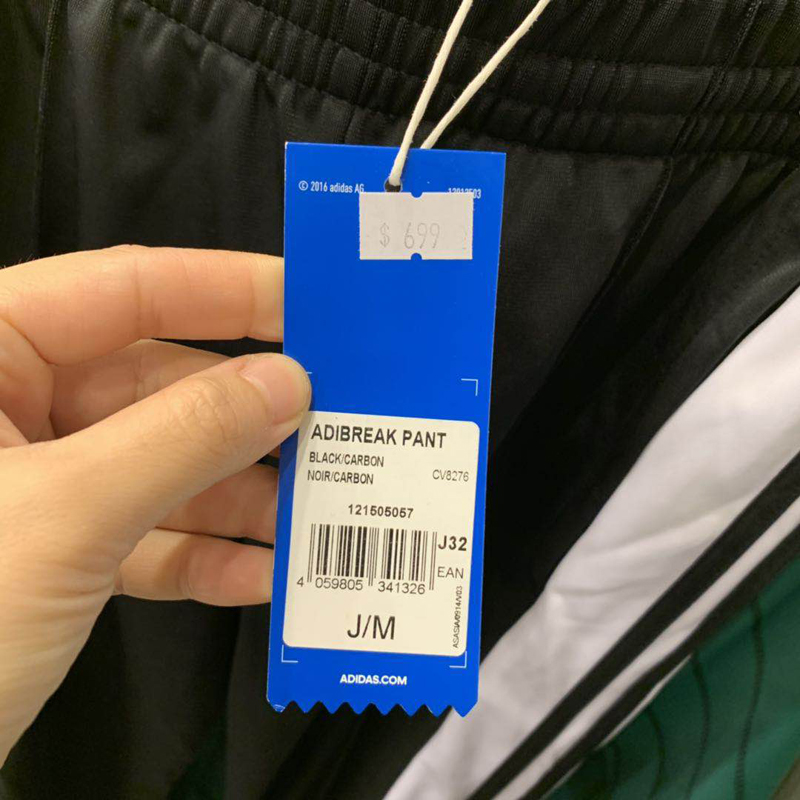 © 2016 adidas AG
$ 699
ADIBREAK PANT
BLACK/CARBON
NOIR/CARBON
CV8276
121505057
J32
EAN
4 059805 341326
J/M
ADIDAS.COM